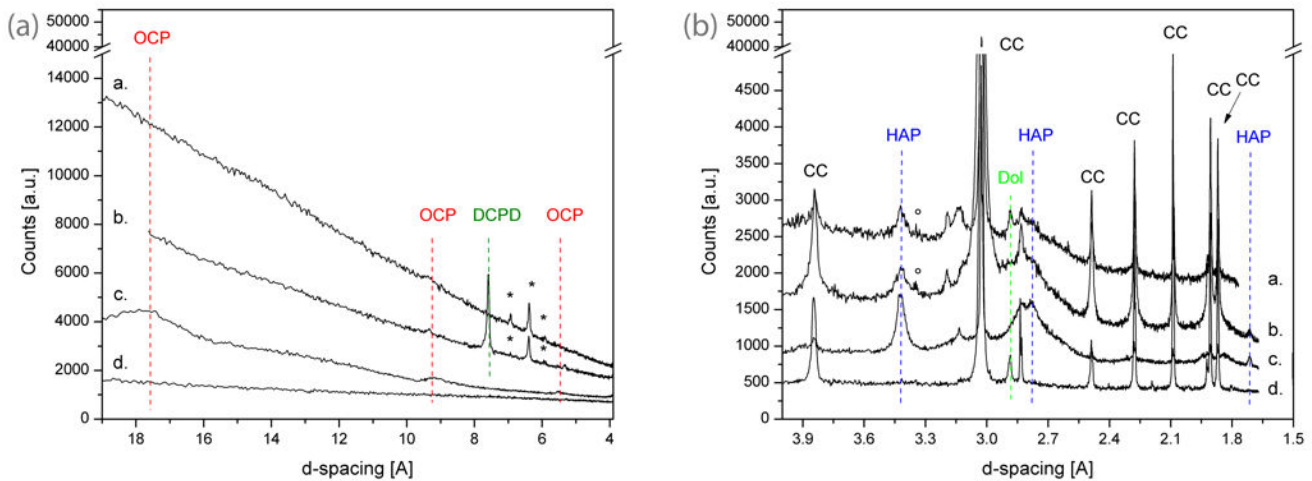 (a)
50000
40000
14000
12000
10000
8000
6000
4000
2000
0
Counts [a.u.]
OCP
a.
b.
c.
d.
OCP
DCPD
OCP
*
*
*
*
*
18
16
14
12
10
8
6
4
d-spacing [A]
(b)
50000
40000
4500
4000
3500
3000
2500
2000
1500
1000
500
0
Counts [a.u.]
CC
HAP
CC
Dol
HAP
CC
CC
CC
CC
CC
HAP
°
°
a.
b.
c.
d.
3.9
3.6
3.3
3.0
2.7
2.4
2.1
1.8
1.5
d-spacing [A]